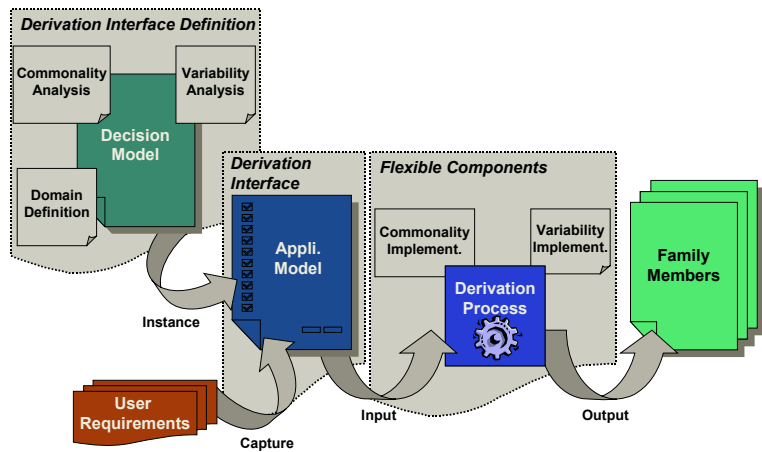 Derivation Interface Definition
Commonality
Analysis
Variability
Analysis
Decision
Model
Domain
Definition
Derivation
Interface
Appli.
Model
Flexible Components
Commonality
Implement.
Variability
Implement.
Derivation
Process
Family
Members
Instance
User
Requirements
Capture
Input
Output